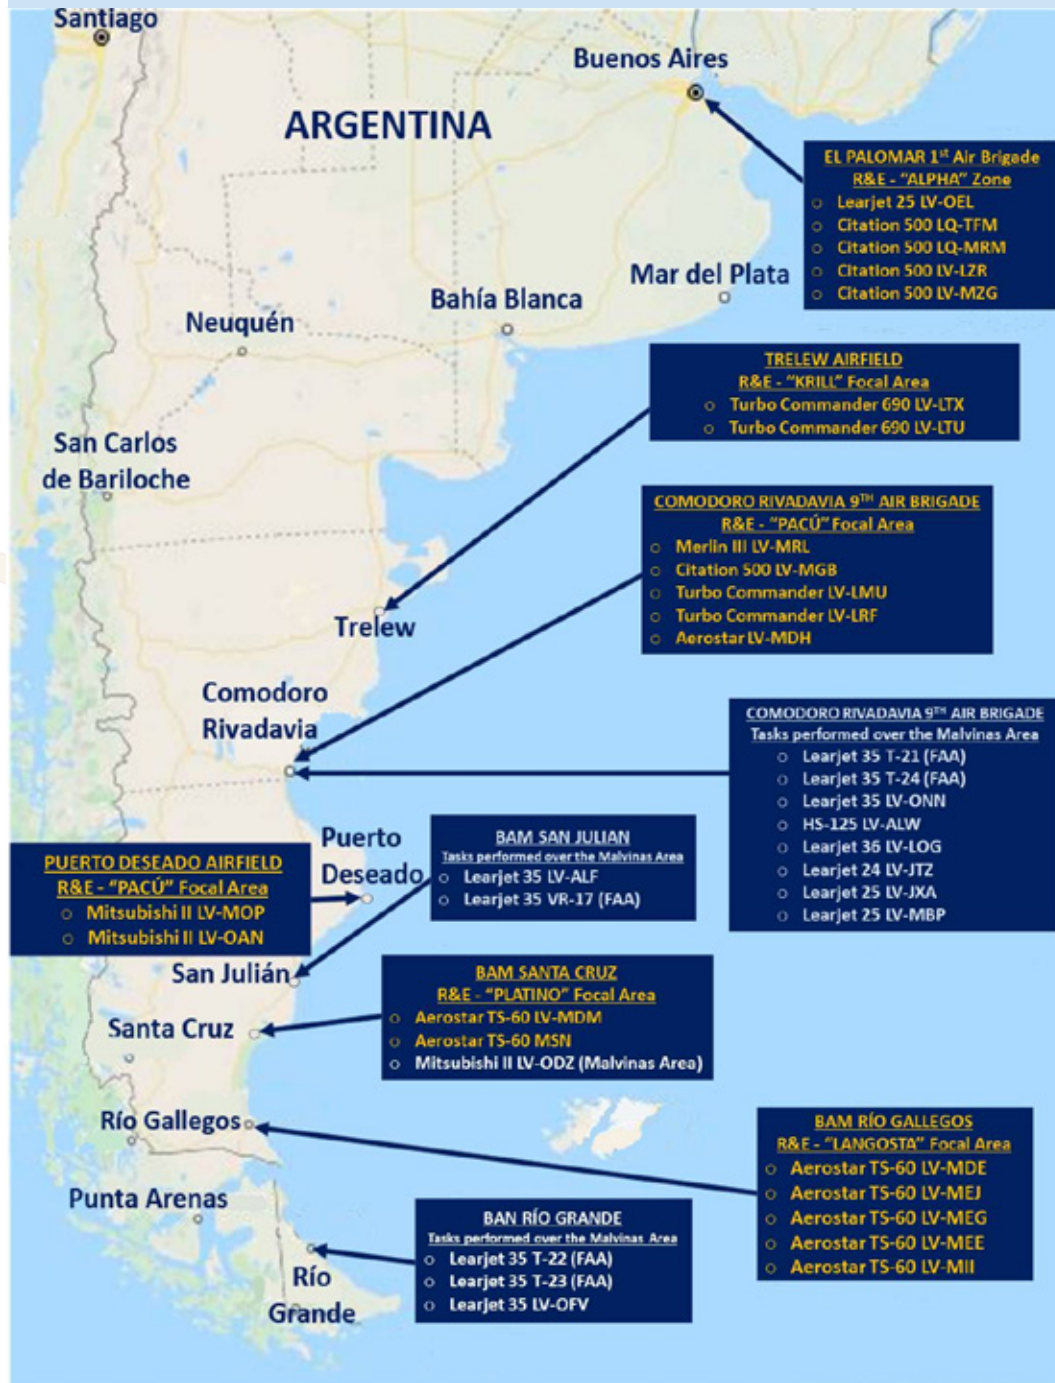 Santiago
Buenos Aires
ARGENTINA
EL PALOMAR 1st Air Brigade
R&E - "ALPHA" Zone
○ Learjet 25 LV-OEL
○ Citation 500 LQ-TFM
○ Citation 500 LQ-MRM
○ Citation 500 LV-LZR
○ Citation 500 LV-MZG
Mar del Plata
Bahía Blanca
Neuquén
TRELEW AIRFIELD
R&E - "KRILL" Focal Area
○ Turbo Commander 690 LV-LTX
○ Turbo Commander 690 LV-LTU
San Carlos
de Bariloche
COMODORO RIVADAVIA 9TH AIR BRIGADE
R&E - "PACÚ" Focal Area
○ Merlin III LV-MRL
○ Citation 500 LV-MGB
○ Turbo Commander LV-LMU
○ Turbo Commander LV-LRF
○ Aerostar LV-MDH
Trelew
Comodoro
Rivadavia
COMODORO RIVADAVIA 9TH AIR BRIGADE
Tasks performed over the Malvinas Area
○ Learjet 35 T-21 (FAA)
○ Learjet 35 T-24 (FAA)
○ Learjet 35 LV-ONN
○ HS-125 LV-ALW
○ Learjet 36 LV-LOG
○ Learjet 24 LV-JTZ
○ Learjet 25 LV-JXA
○ Learjet 25 LV-MBP
Puerto
Deseado
BAM SAN JULIAN
Tasks performed over the Malvinas Area
○ Learjet 35 LV-ALF
○ Learjet 35 VR-17 (FAA)
PUERTO DESEADO AIRFIELD
R&E - "PACÚ" Focal Area
○ Mitsubishi II LV-MOP
○ Mitsubishi II LV-OAN
San Julián
BAM SANTA CRUZ
R&E - "PLATINO" Focal Area
○ Aerostar TS-60 LV-MDM
○ Aerostar TS-60 MSN
○ Mitsubishi II LV-ODZ (Malvinas Area)
Santa Cruz
Río Gallegos
BAM RÍO GALLEGOS
R&E - "LANGOSTA" Focal Area
○ Aerostar TS-60 LV-MDE
○ Aerostar TS-60 LV-MEJ
○ Aerostar TS-60 LV-MEG
○ Aerostar TS-60 LV-MEE
○ Aerostar TS-60 LV-MII
Punta Arenas
BAN RÍO GRANDE
Tasks performed over the Malvinas Area
○ Learjet 35 T-22 (FAA)
○ Learjet 35 T-23 (FAA)
○ Learjet 35 LV-OFV
Río
Grande